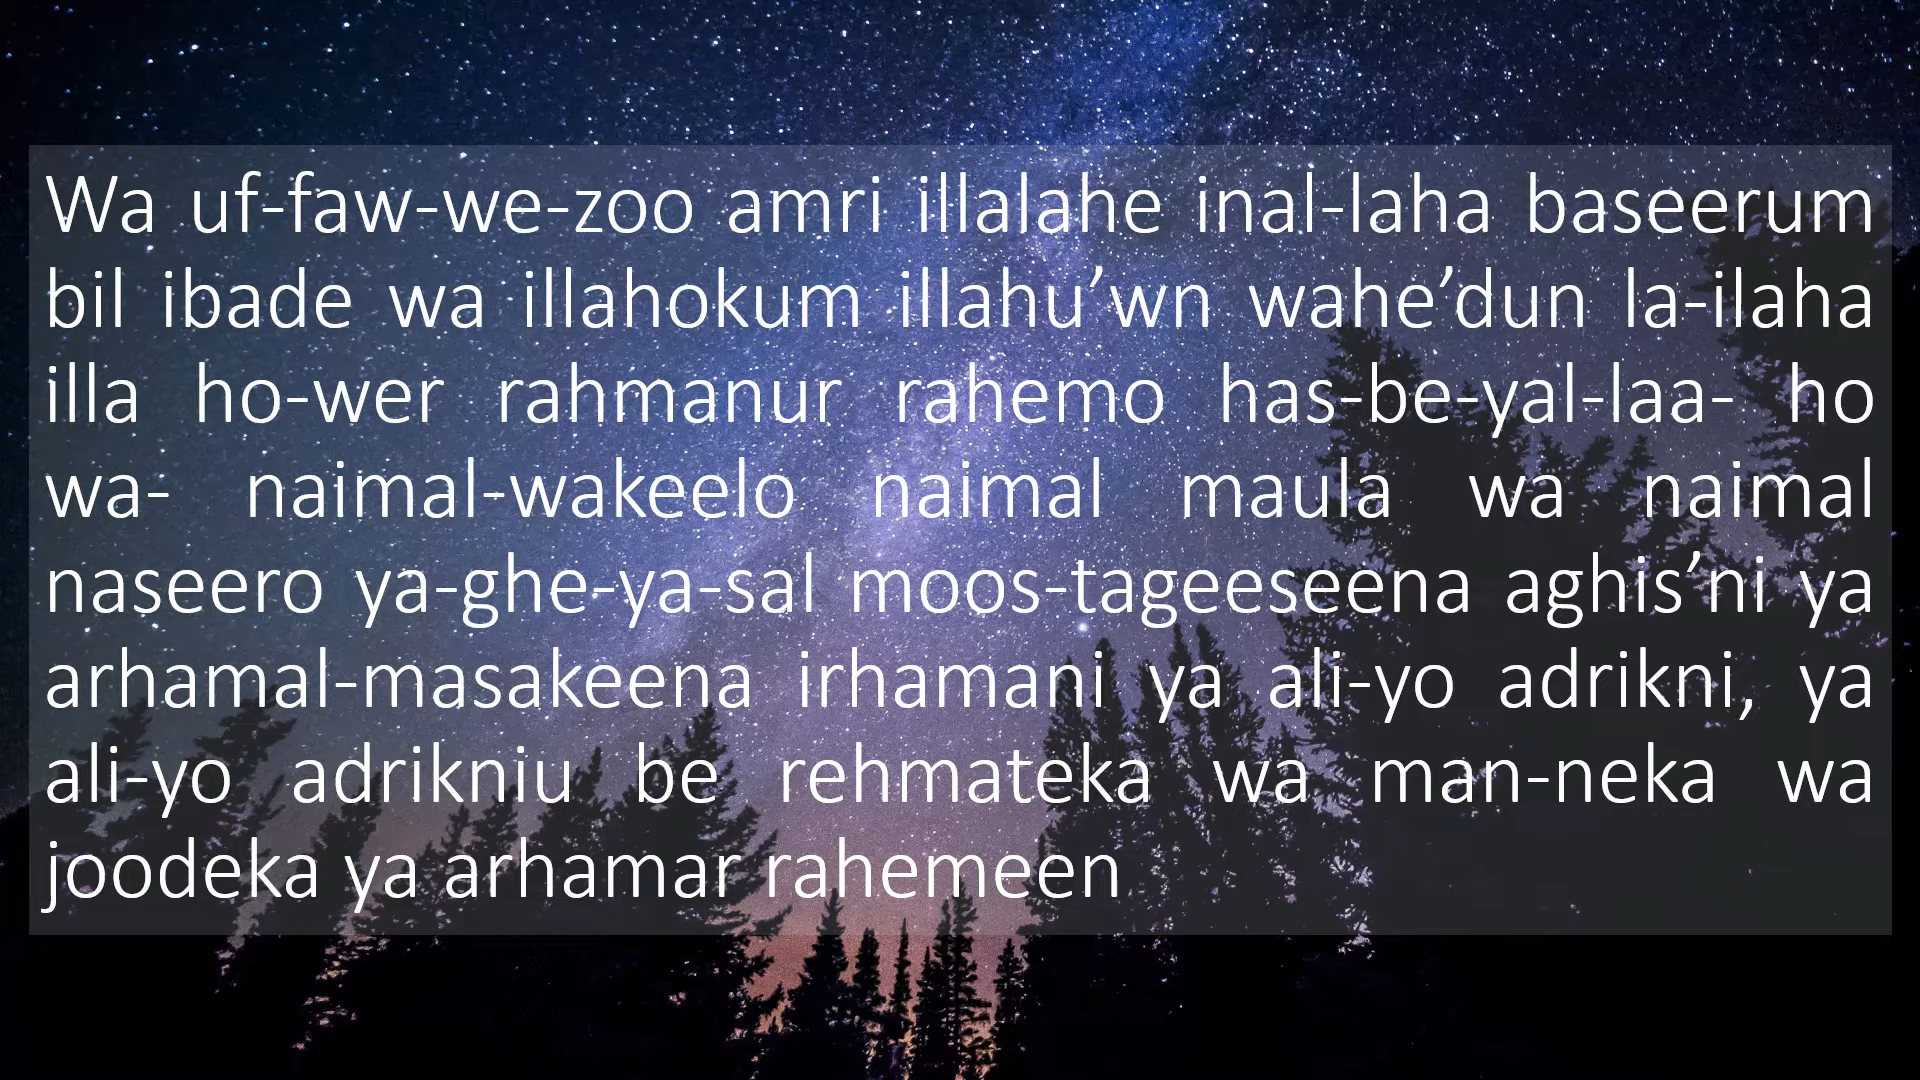 Wa uf-faw-we-zoo amri illalahe inal-laha baseerum
bil ibade wa illahokum illahu’wn wahe’dun la-ilaha
illa ho-wer rahmanur rahemo has-be-yal-laa- ho
wa- naimal-wakeelo naimal maula wa naimal
naseero ya-ghe-ya-sal moos-tageeseena aghis’ni ya
arhamal-masakeena irhamani ya ali-yo adrikni, ya
ali-yo adrikniu be rehmateka wa man-neka wa
joodeka ya arhamar rahemeen